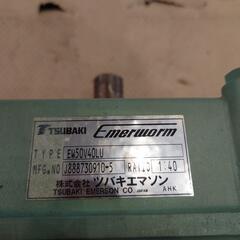 TSUBAKI Emerworm
TYPE EW50V40LU
MFG.NO J888730910-5 RATIO 1:40
株式会社 ツバキエマソン
TSUBAKI EMERSON CO. JAPAN AHK